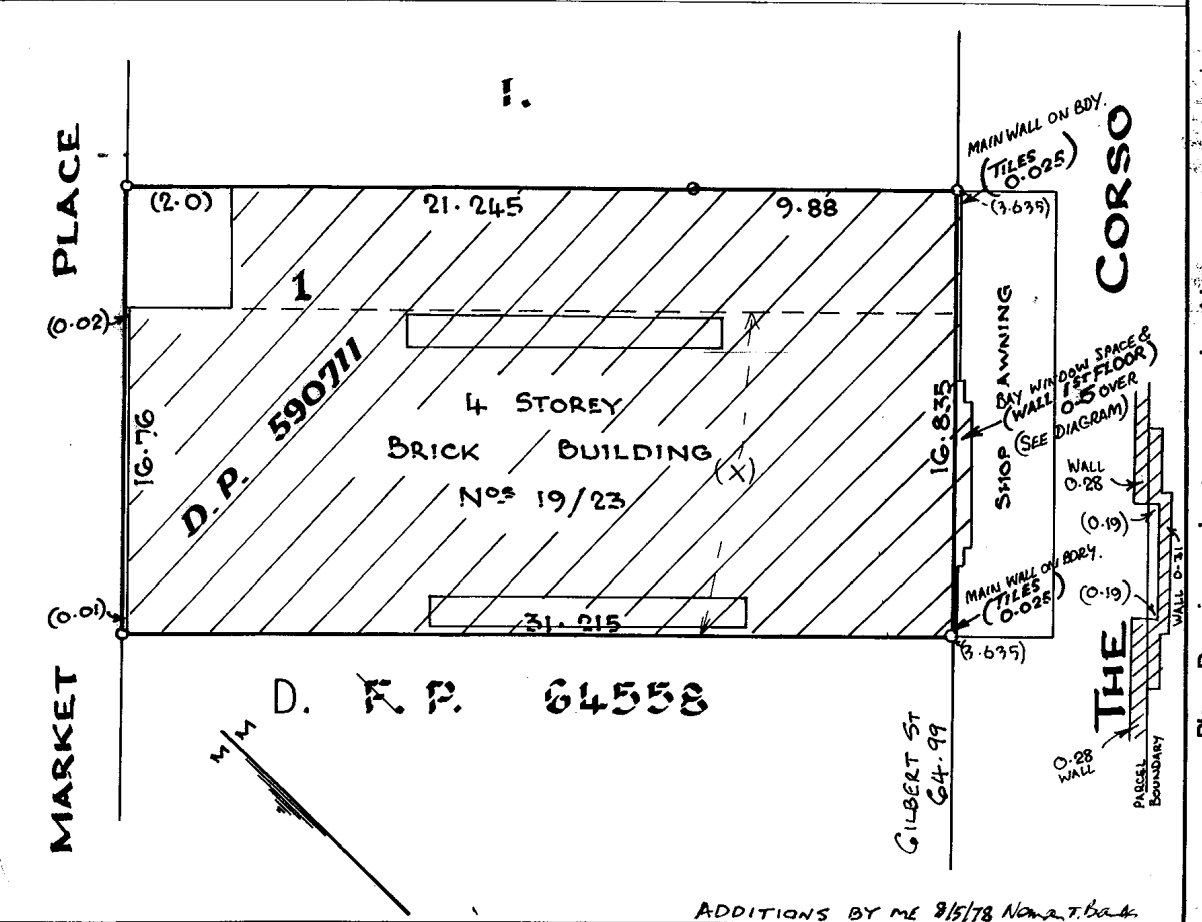 1.
MARKET PLACE
THE CORSO
MAIN WALL ON BDY.
(TILES
0.025)
(2.0)
21.245
9.88
(3.635)
1
(0.02)
D.P. 590711
16.76
4 STOREY
BRICK BUILDING
Nos 19/23
(X)
16.835
SHOP AWNING
BAY WINDOW SPACE &
(WALL 1ST FLOOR)
0.5 OVER
(SEE DIAGRAM)
WALL
0.28
(0.19)
(0.19)
WALL 0.31
MAIN WALL ON BDRY.
(TILES
0.025)
(0.01)
31.215
(3.635)
D. F. P. 64558
GILBERT ST
64.99
0.28
WALL
PARCEL
BOUNDARY
M M
ADDITIONS BY ME 8/5/78